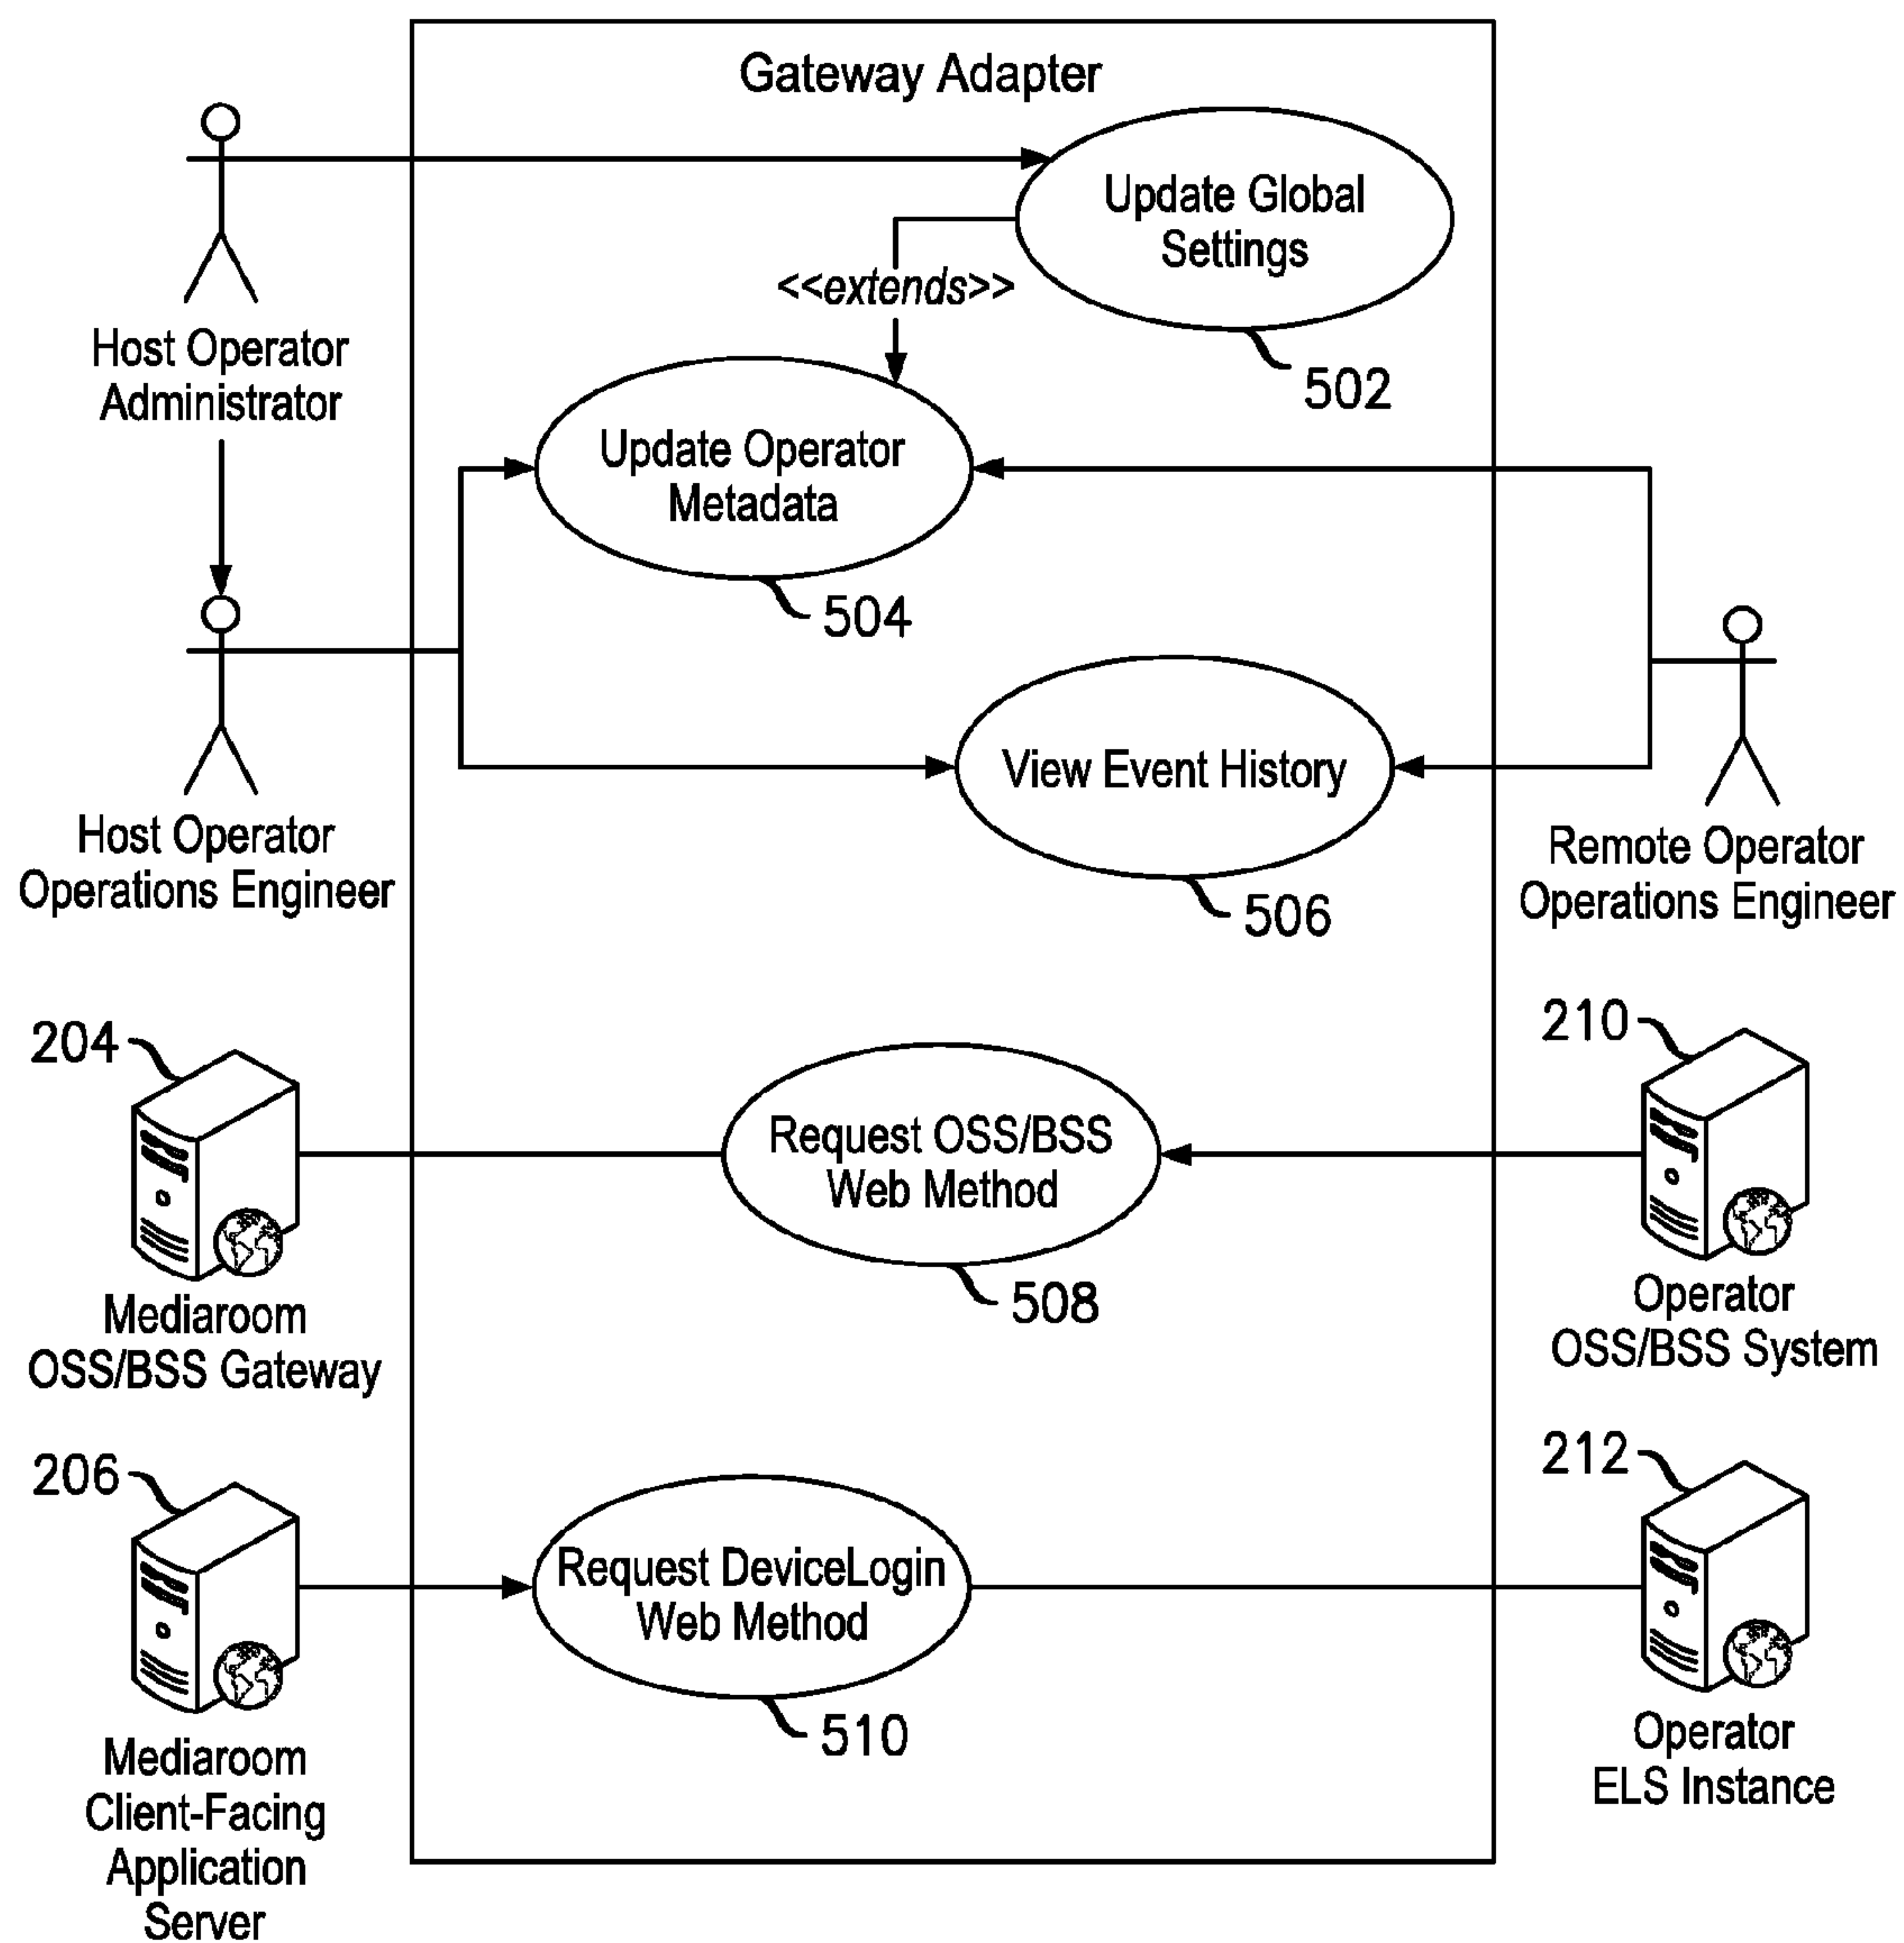 Gateway Adapter
Update Global
Settings
<<extends>>
502
Host Operator
Administrator
Update Operator
Metadata
504
Host Operator
Operations Engineer
View Event History
506
Remote Operator
Operations Engineer
204
Mediaroom
OSS/BSS Gateway
Request OSS/BSS
Web Method
508
210
Operator
OSS/BSS System
206
Mediaroom
Client-Facing
Application
Server
Request DeviceLogin
Web Method
510
212
Operator
ELS Instance